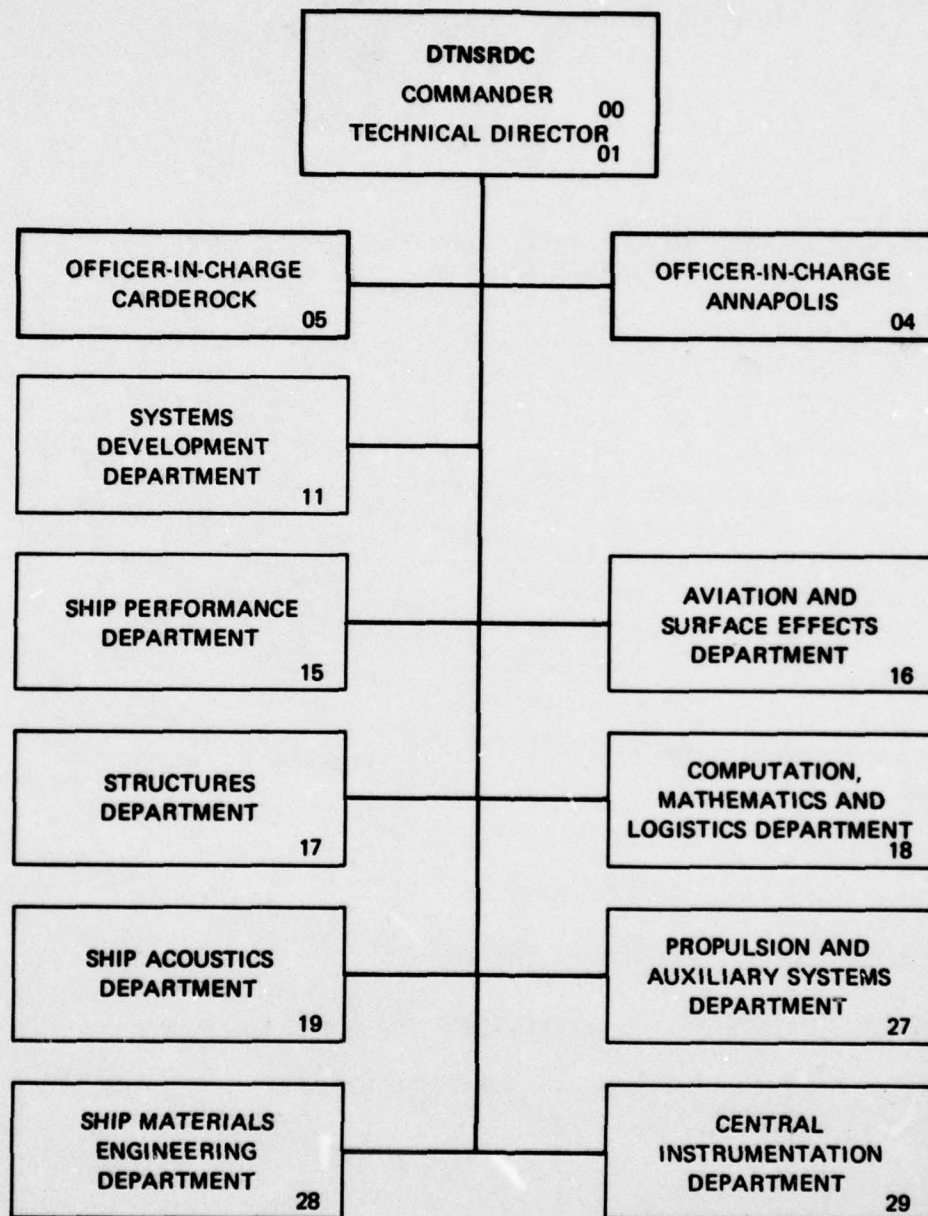 DTNSRDC
COMMANDER
00
TECHNICAL DIRECTOR
01
OFFICER-IN-CHARGE
CARDEROCK
05
OFFICER-IN-CHARGE
ANNAPOLIS
04
SYSTEMS
DEVELOPMENT
DEPARTMENT
11
SHIP PERFORMANCE
DEPARTMENT
15
AVIATION AND
SURFACE EFFECTS
DEPARTMENT
16
STRUCTURES
DEPARTMENT
17
COMPUTATION,
MATHEMATICS AND
LOGISTICS DEPARTMENT
18
SHIP ACOUSTICS
DEPARTMENT
19
PROPULSION AND
AUXILIARY SYSTEMS
DEPARTMENT
27
SHIP MATERIALS
ENGINEERING
DEPARTMENT
28
CENTRAL
INSTRUMENTATION
DEPARTMENT
29